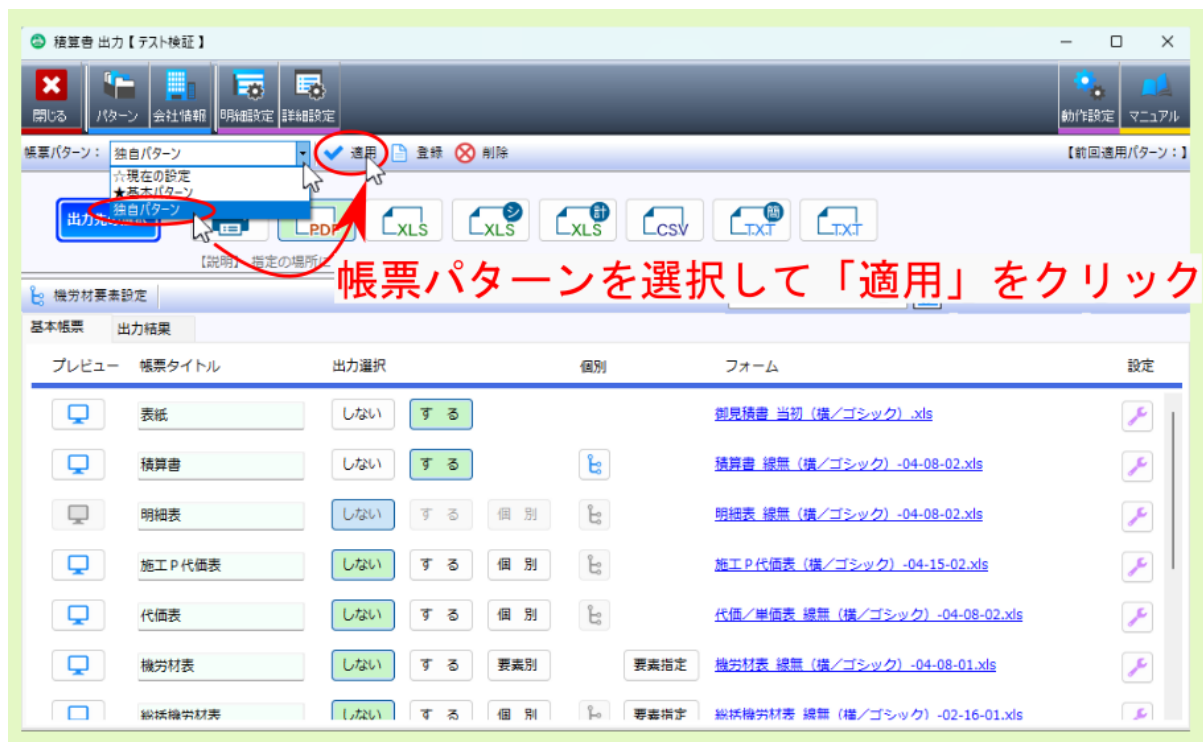 積算書 出力【 テスト検証 】
閉じる パターン 会社情報 明細設定 詳細設定 動作設定 マニュアル
帳票パターン： 独自パターン 適用 登録 削除 【前回適用パターン：】
☆現在の設定
★基本パターン
独自パターン
出力先
PDF XLS シ XLS 計 XLS CSV 簡 TXT TXT
【説明】 指定の場所に
帳票パターンを選択して「適用」をクリック
機労材要素設定
基本帳票 出力結果
プレビュー 帳票タイトル 出力選択 個別 フォーム 設定
表紙 しない する 御見積書 当初（横／ゴシック）.xls
積算書 しない する 積算書 線無（横／ゴシック）-04-08-02.xls
明細表 しない する 個別 明細表 線無（横／ゴシック）-04-08-02.xls
施工Ｐ代価表 しない する 個別 施工Ｐ代価表（横／ゴシック）-04-15-02.xls
代価表 しない する 個別 代価／単価表 線無（横／ゴシック）-04-08-02.xls
機労材表 しない する 要素別 要素指定 機労材表 線無（横／ゴシック）-04-08-01.xls
総括機労材表 しない する 個別 要素指定 総括機労材表 線無（横／ゴシック）-02-16-01.xls